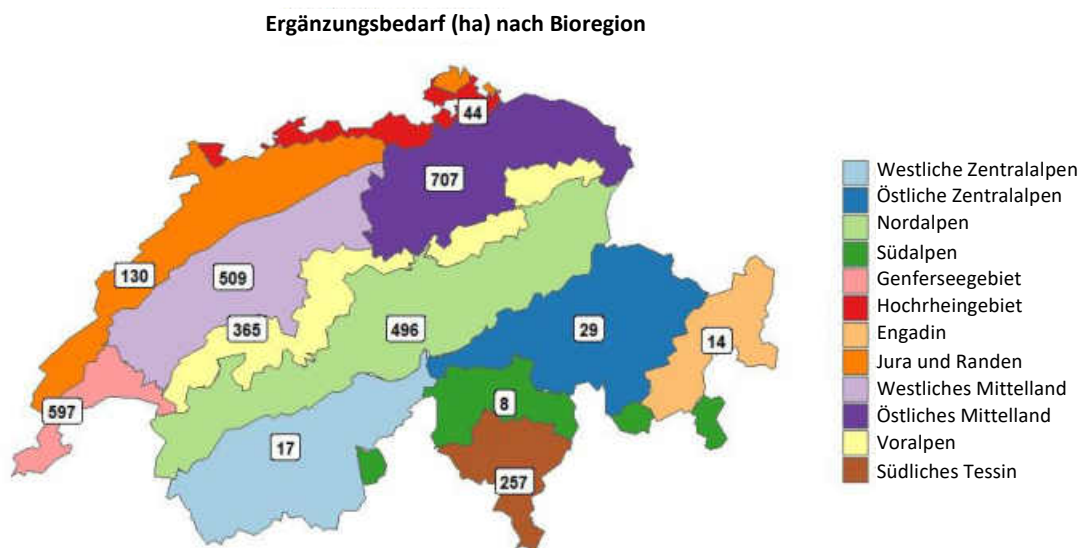 Ergänzungsbedarf (ha) nach Bioregion
44
707
130
509
365
496
29
14
597
8
17
257
Westliche Zentralalpen
Östliche Zentralalpen
Nordalpen
Südalpen
Genferseegebiet
Hochrheingebiet
Engadin
Jura und Randen
Westliches Mittelland
Östliches Mittelland
Voralpen
Südliches Tessin